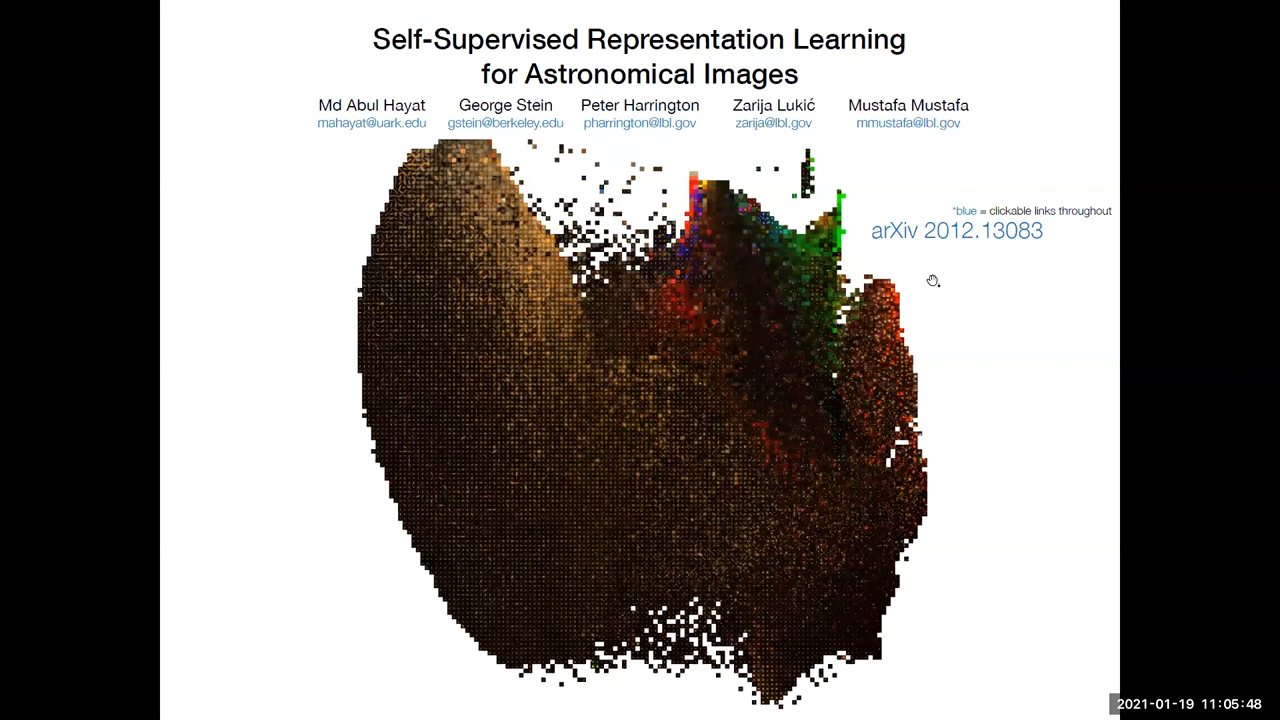 Self-Supervised Representation Learning
for Astronomical Images
Md Abul Hayat George Stein Peter Harrington Zarija Lukić Mustafa Mustafa
mahayat@uark.edu gstein@berkeley.edu pharrington@lbl.gov zarija@lbl.gov mmustafa@lbl.gov
*blue = clickable links throughout
arXiv 2012.13083
2021-01-19 11:05:48